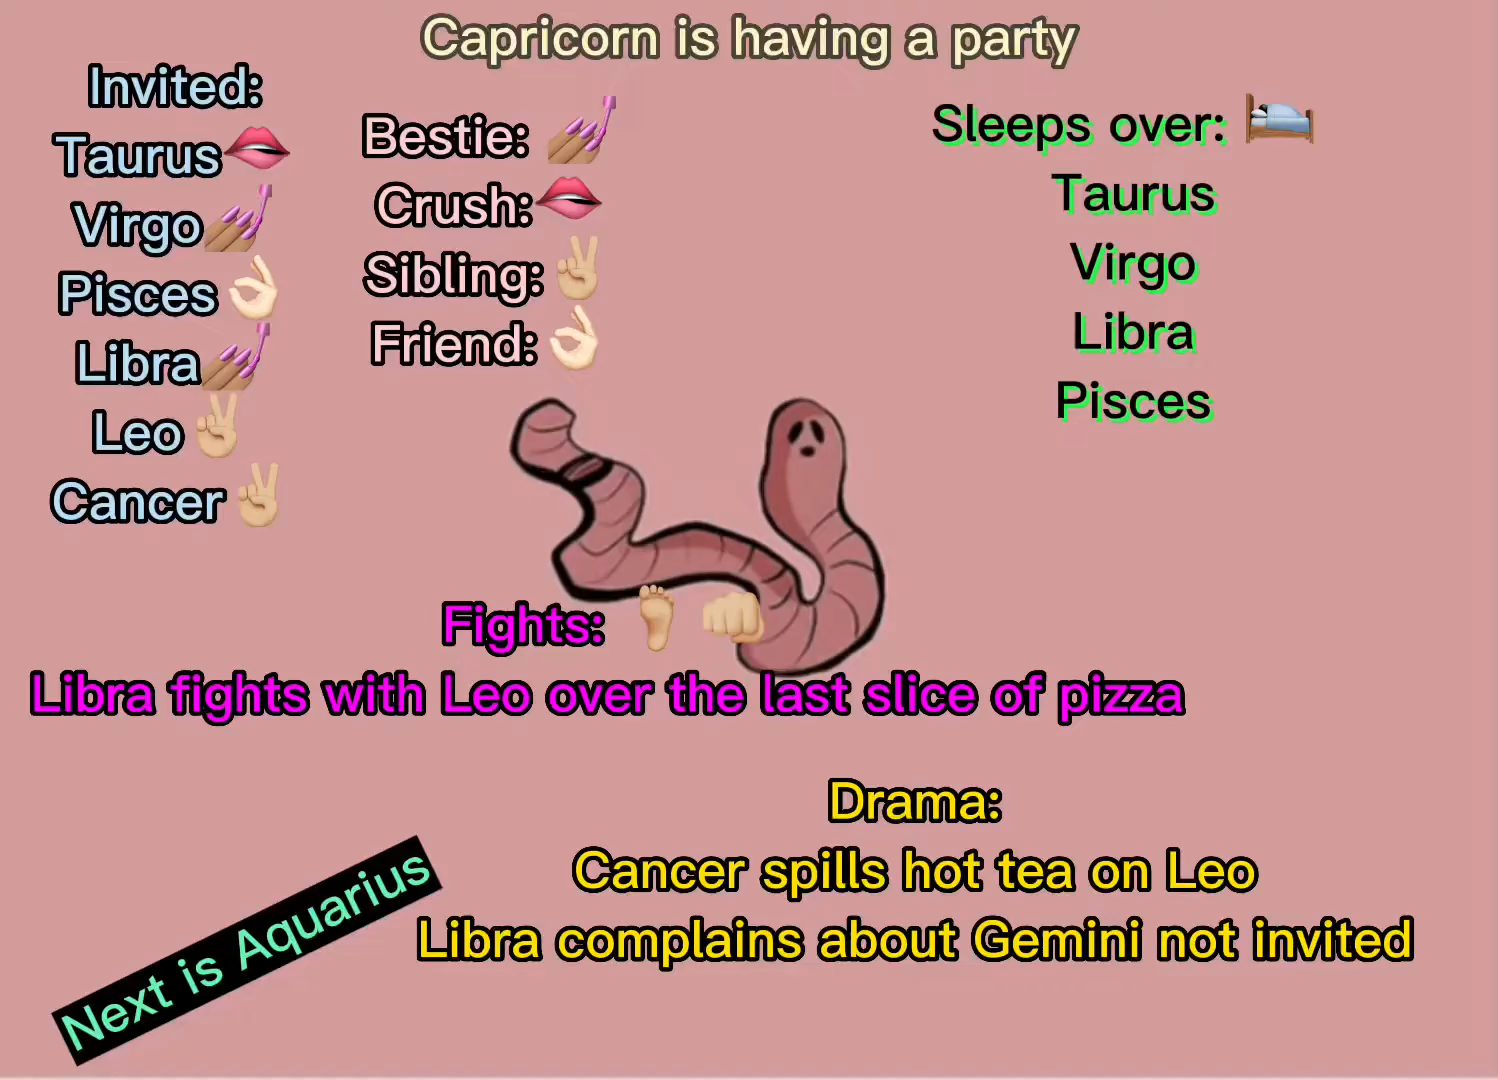 Capricorn is having a party
Invited:
Taurus🫦
Virgo💅🏽
Pisces👌🏻
Libra💅🏽
Leo✌🏼
Cancer✌🏼
Bestie: 💅🏽
Crush:🫦
Sibling:✌🏼
Friend:👌🏻
Sleeps over: 🛌
Taurus
Virgo
Libra
Pisces
Fights: 🦶🏼 👊🏼
Libra fights with Leo over the last slice of pizza
Drama:
Cancer spills hot tea on Leo
Libra complains about Gemini not invited
Next is Aquarius